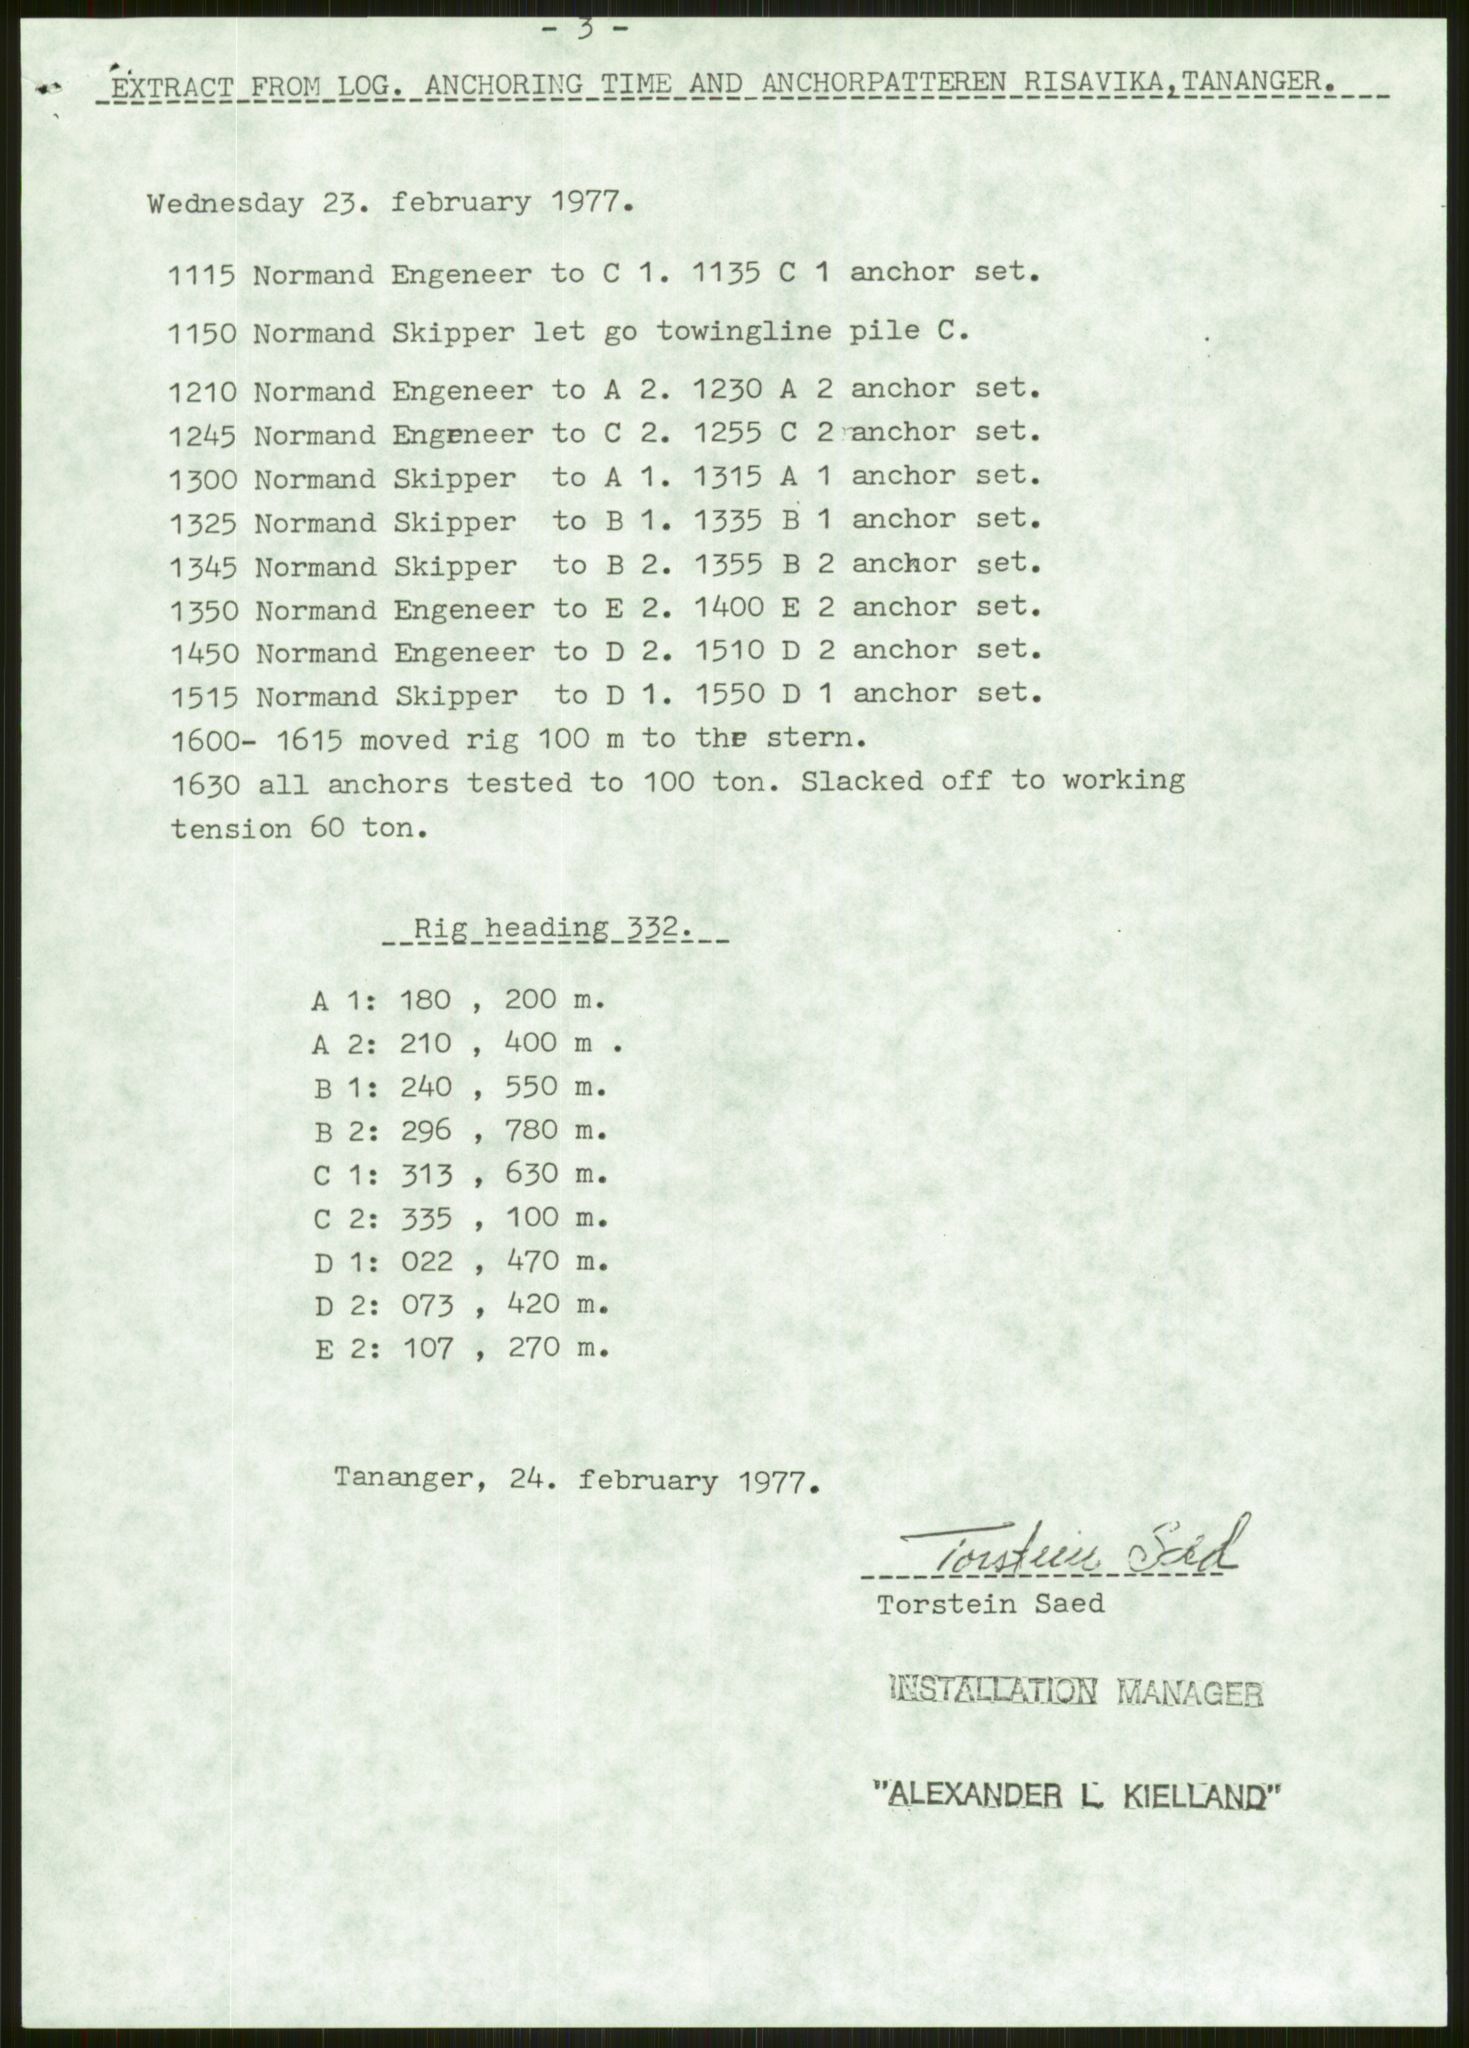 - 3 -
EXTRACT FROM LOG. ANCHORING TIME AND ANCHORPATTEREN RISAVIKA,TANANGER.
Wednesday 23. february 1977.
1115 Normand Engeneer to C 1. 1135 C 1 anchor set.
1150 Normand Skipper let go towingline pile C.
1210 Normand Engeneer to A 2. 1230 A 2 anchor set.
1245 Normand Engeneer to C 2. 1255 C 2 anchor set.
1300 Normand Skipper to A 1. 1315 A 1 anchor set.
1325 Normand Skipper to B 1. 1335 B 1 anchor set.
1345 Normand Skipper to B 2. 1355 B 2 anchor set.
1350 Normand Engeneer to E 2. 1400 E 2 anchor set.
1450 Normand Engeneer to D 2. 1510 D 2 anchor set.
1515 Normand Skipper to D 1. 1550 D 1 anchor set.
1600- 1615 moved rig 100 m to the stern.
1630 all anchors tested to 100 ton. Slacked off to working
tension 60 ton.
Rig heading 332.
A 1: 180 , 200 m.
A 2: 210 , 400 m .
B 1: 240 , 550 m.
B 2: 296 , 780 m.
C 1: 313 , 630 m.
C 2: 335 , 100 m.
D 1: 022 , 470 m.
D 2: 073 , 420 m.
E 2: 107 , 270 m.
Tananger, 24. february 1977.
Torstein Saed
Torstein Saed
INSTALLATION MANAGER
"ALEXANDER L. KIELLAND"